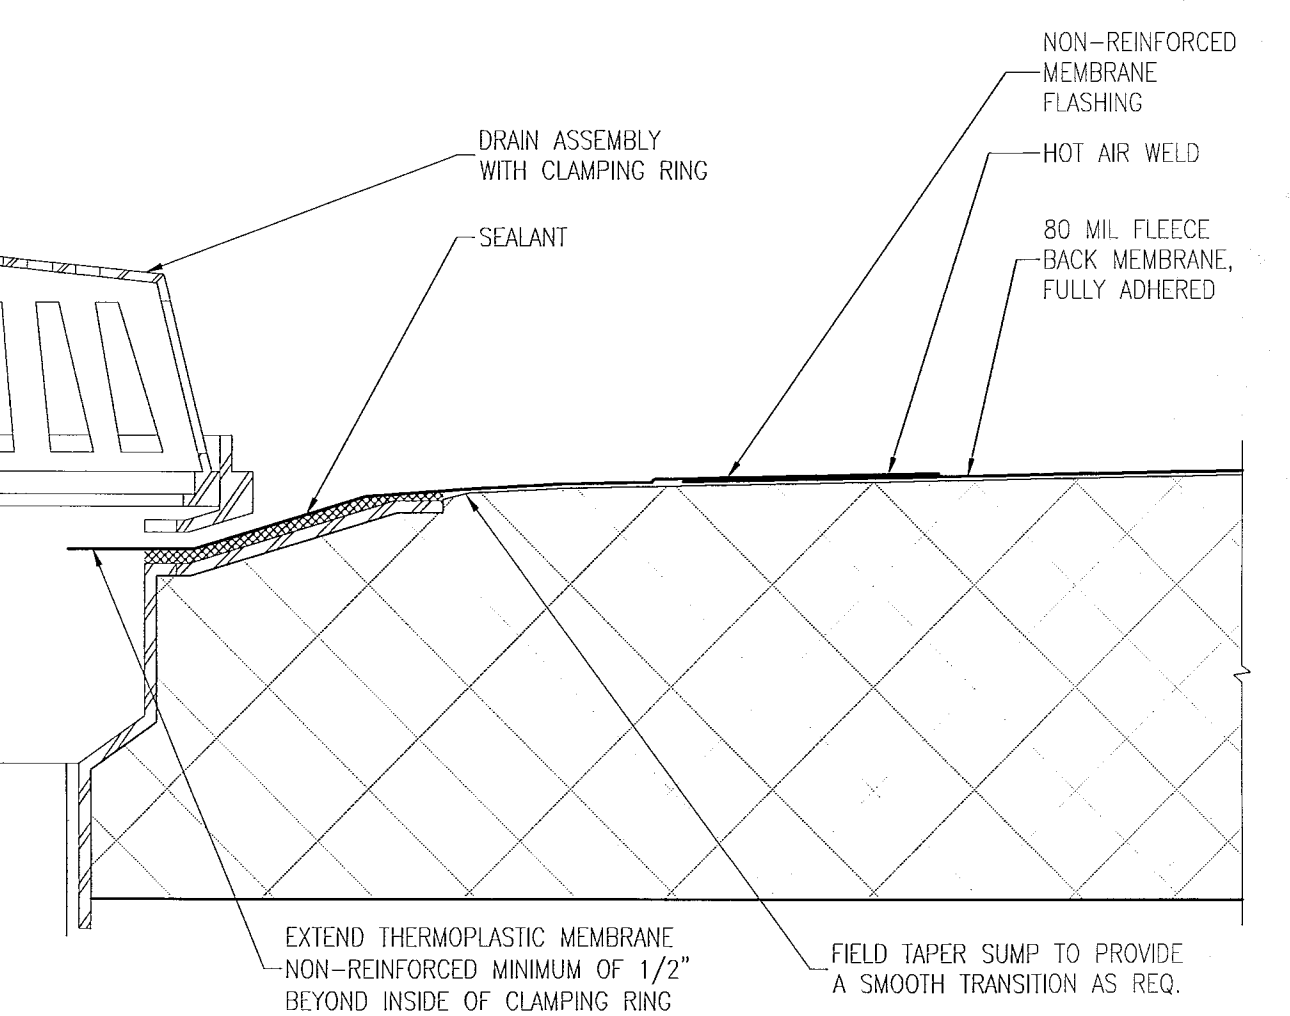 NON-REINFORCED
MEMBRANE
FLASHING
DRAIN ASSEMBLY
WITH CLAMPING RING
HOT AIR WELD
SEALANT
80 MIL FLEECE
BACK MEMBRANE,
FULLY ADHERED
EXTEND THERMOPLASTIC MEMBRANE
NON-REINFORCED MINIMUM OF 1/2"
BEYOND INSIDE OF CLAMPING RING
FIELD TAPER SUMP TO PROVIDE
A SMOOTH TRANSITION AS REQ.